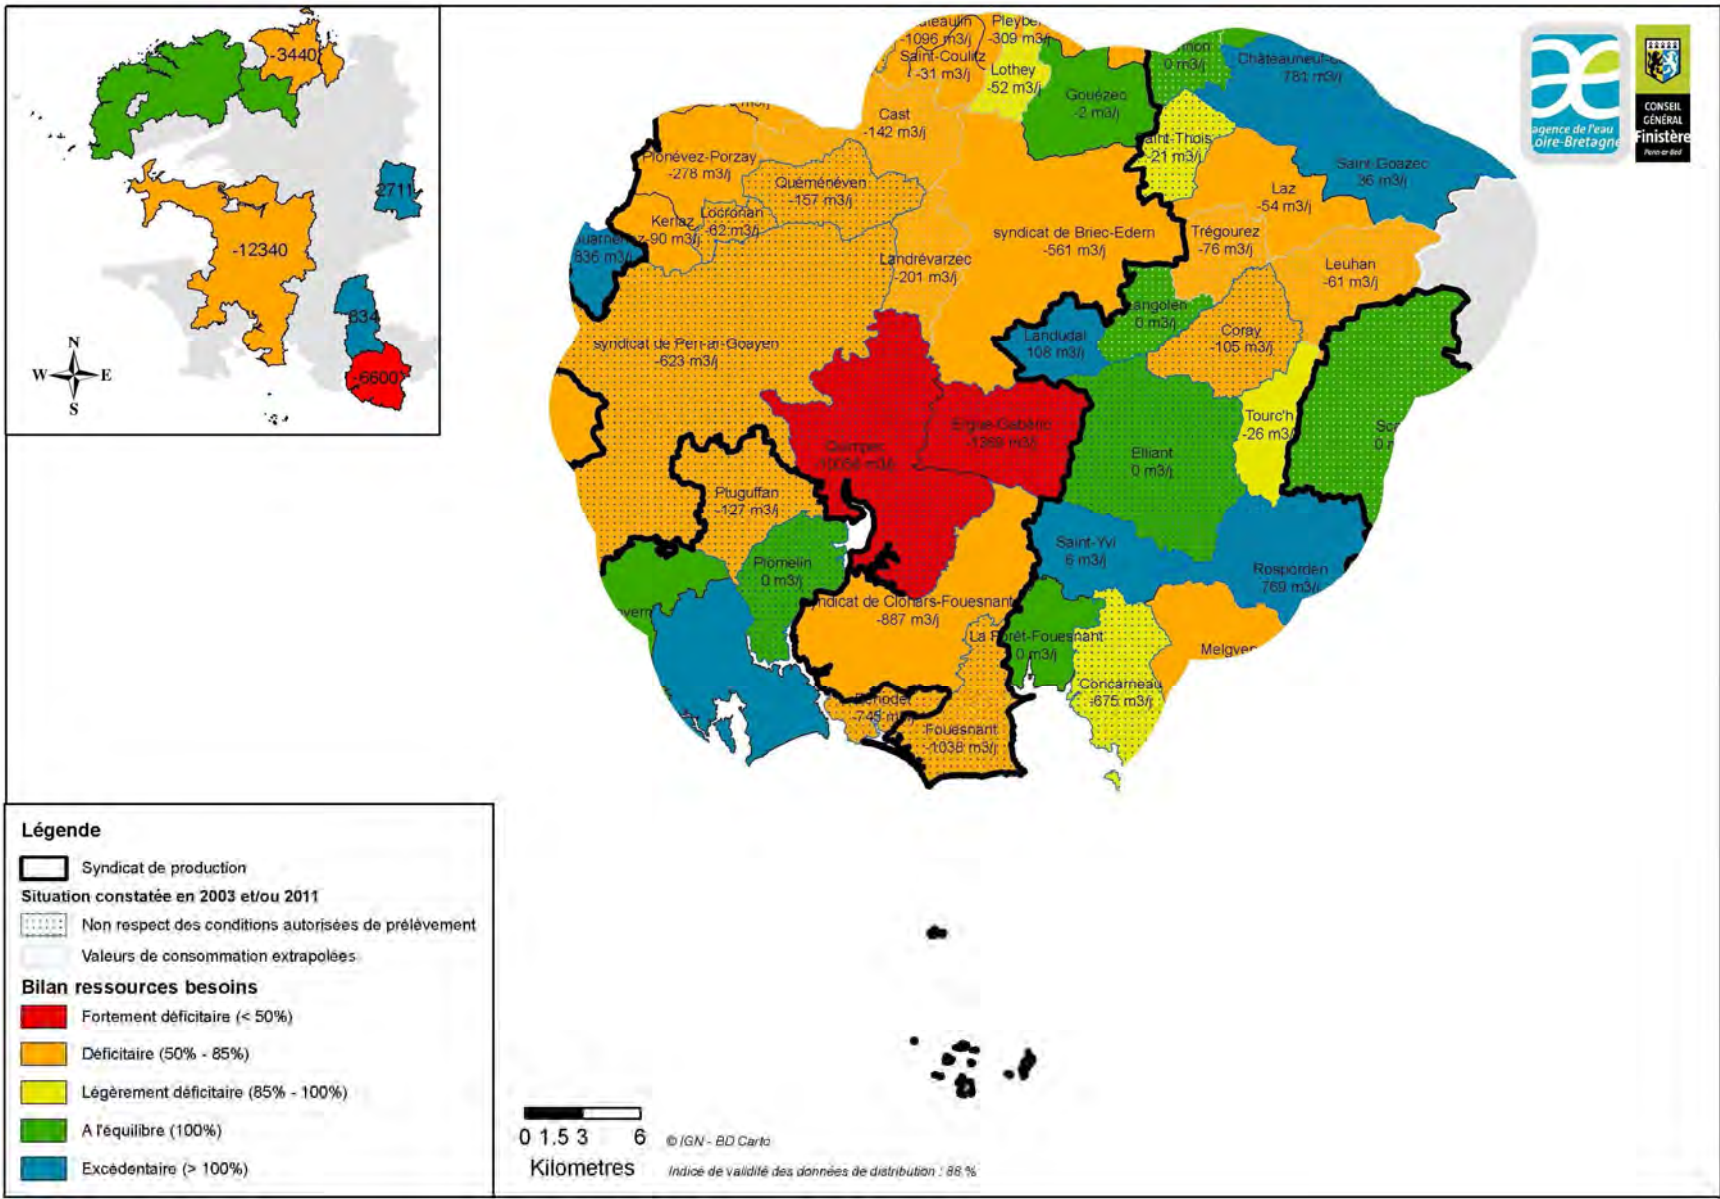 -3440
2711
-12340
834
-6600
N
W E
S
-1096 m3/j
Saint-Coulitz
-31 m3/j
-309 m3/j
Lothey
-52 m3/j
Gouézec
-2 m3/j
0 m3/j
781 m3/j
Cast
-142 m3/j
-21 m3/j
Saint-Goazec
36 m3/j
Plonévez-Porzay
-278 m3/j
Quéménéven
-157 m3/j
Laz
-54 m3/j
Kerlaz
-90 m3/j
Locronan
-62 m3/j
syndicat de Briec-Edern
-561 m3/j
Trégourez
-76 m3/j
836 m3/j
Landrévarzec
-201 m3/j
Leuhan
-61 m3/j
angolen
0 m3/j
Landudal
108 m3/j
Coray
-105 m3/j
syndicat de Pen-ar-Goayen
-623 m3/j
Tourc'h
-26 m3/j
Quimper
Ergué-Gabéric
Elliant
0 m3/j
Pluguffan
-127 m3/j
Plomelin
0 m3/j
Saint-Yvi
6 m3/j
Rosporden
769 m3/j
ndicat de Clohars-Fouesnant
-887 m3/j
La Forêt-Fouesnant
0 m3/j
Melgven
Concarneau
-675 m3/j
Fouesnant
-1038 m3/j
agence de l'eau
Loire-Bretagne
CONSEIL
GÉNÉRAL
Finistère
Penn-ar-Bed
Légende
Syndicat de production
Situation constatée en 2003 et/ou 2011
Non respect des conditions autorisées de prélèvement
Valeurs de consommation extrapolées
Bilan ressources besoins
Fortement déficitaire (< 50%)
Déficitaire (50% - 85%)
Légèrement déficitaire (85% - 100%)
A l'équilibre (100%)
Excédentaire (> 100%)
0 1.5 3 6
Kilometres
© IGN - BD Carto
Indice de validité des données de distribution : 88 %